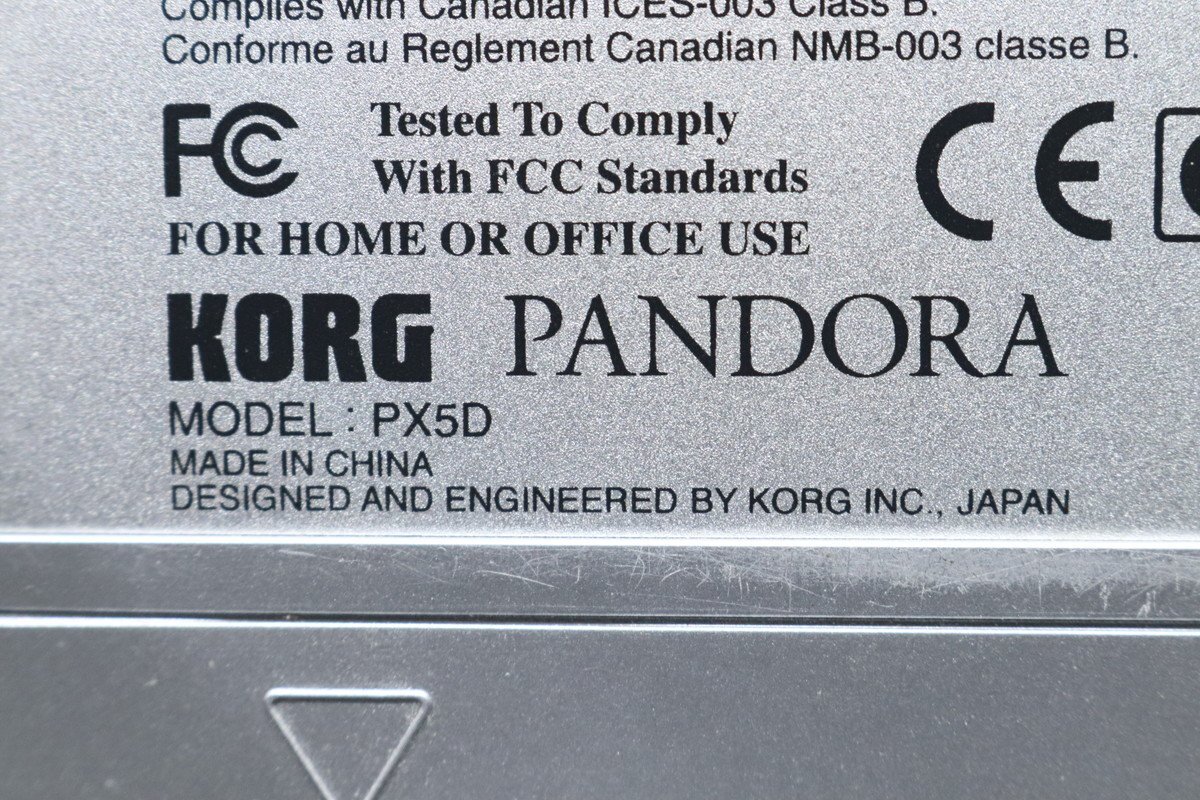 Complies with Canadian ICES-003 Class B.
Conforme au Reglement Canadian NMB-003 classe B.
FC Tested To Comply
With FCC Standards
CE
FOR HOME OR OFFICE USE
KORG PANDORA
MODEL : PX5D
MADE IN CHINA
DESIGNED AND ENGINEERED BY KORG INC., JAPAN